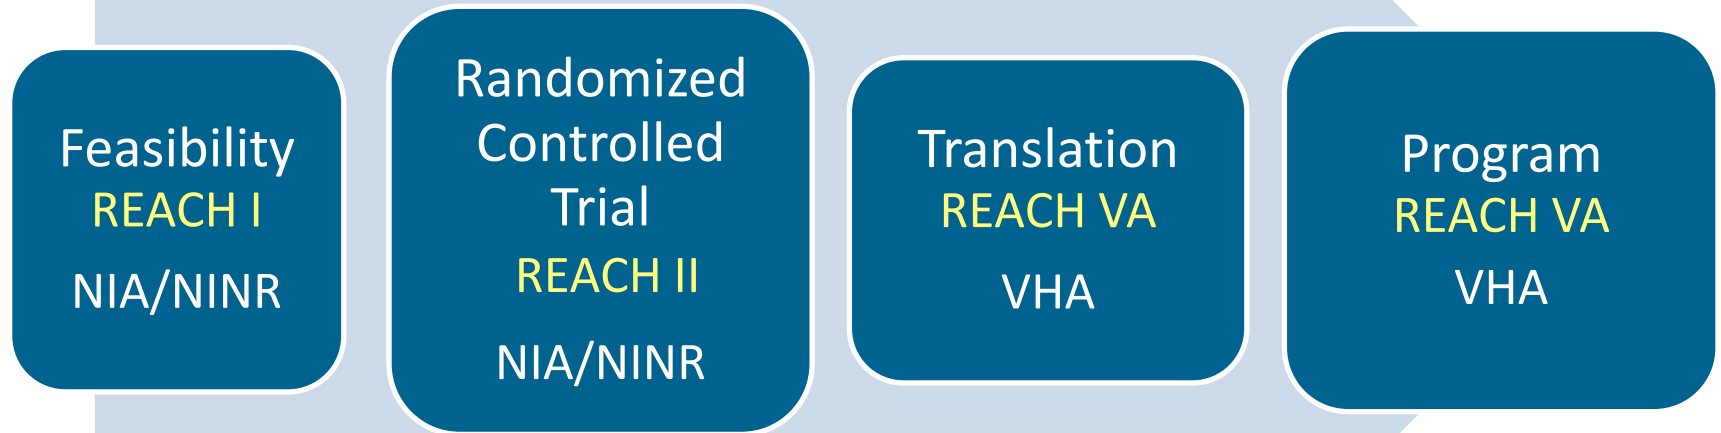 Feasibility
REACH I
NIA/NINR
Randomized
Controlled
Trial
REACH II
NIA/NINR
Translation
REACH VA
VHA
Program
REACH VA
VHA